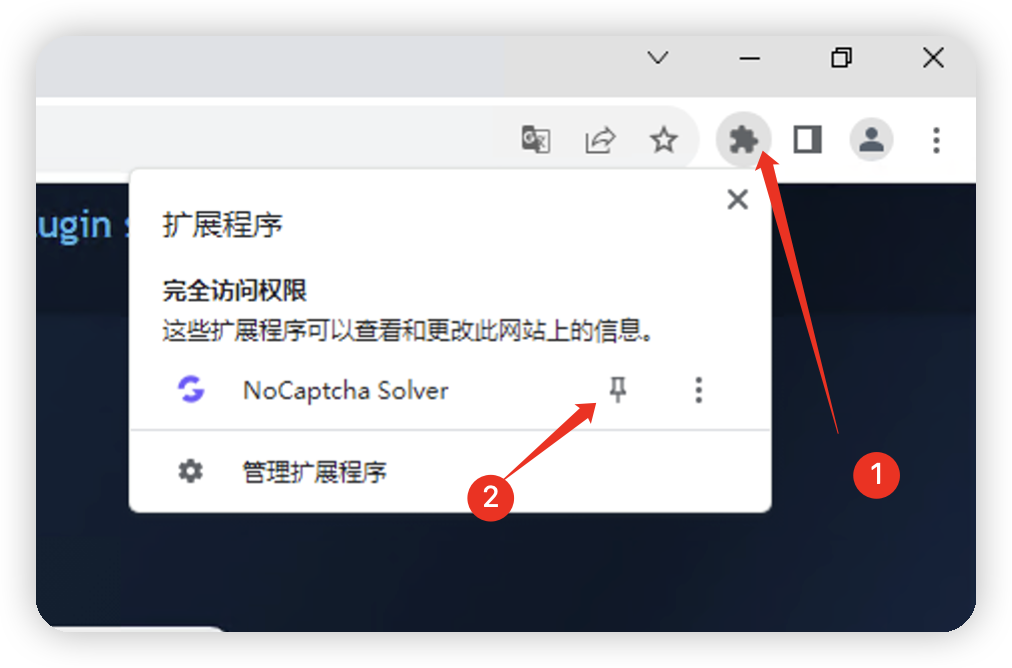 ugin
扩展程序
完全访问权限
这些扩展程序可以查看和更改此网站上的信息。
NoCaptcha Solver
管理扩展程序
1
2